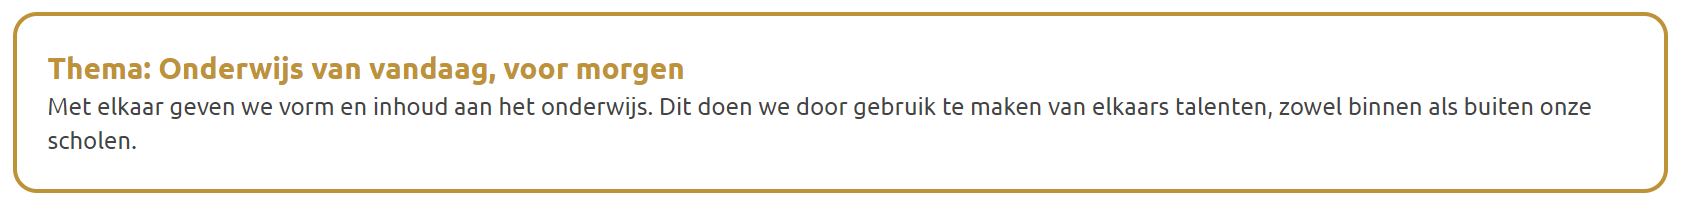 Thema: Onderwijs van vandaag, voor morgen
Met elkaar geven we vorm en inhoud aan het onderwijs. Dit doen we door gebruik te maken van elkaars talenten, zowel binnen als buiten onze
scholen.